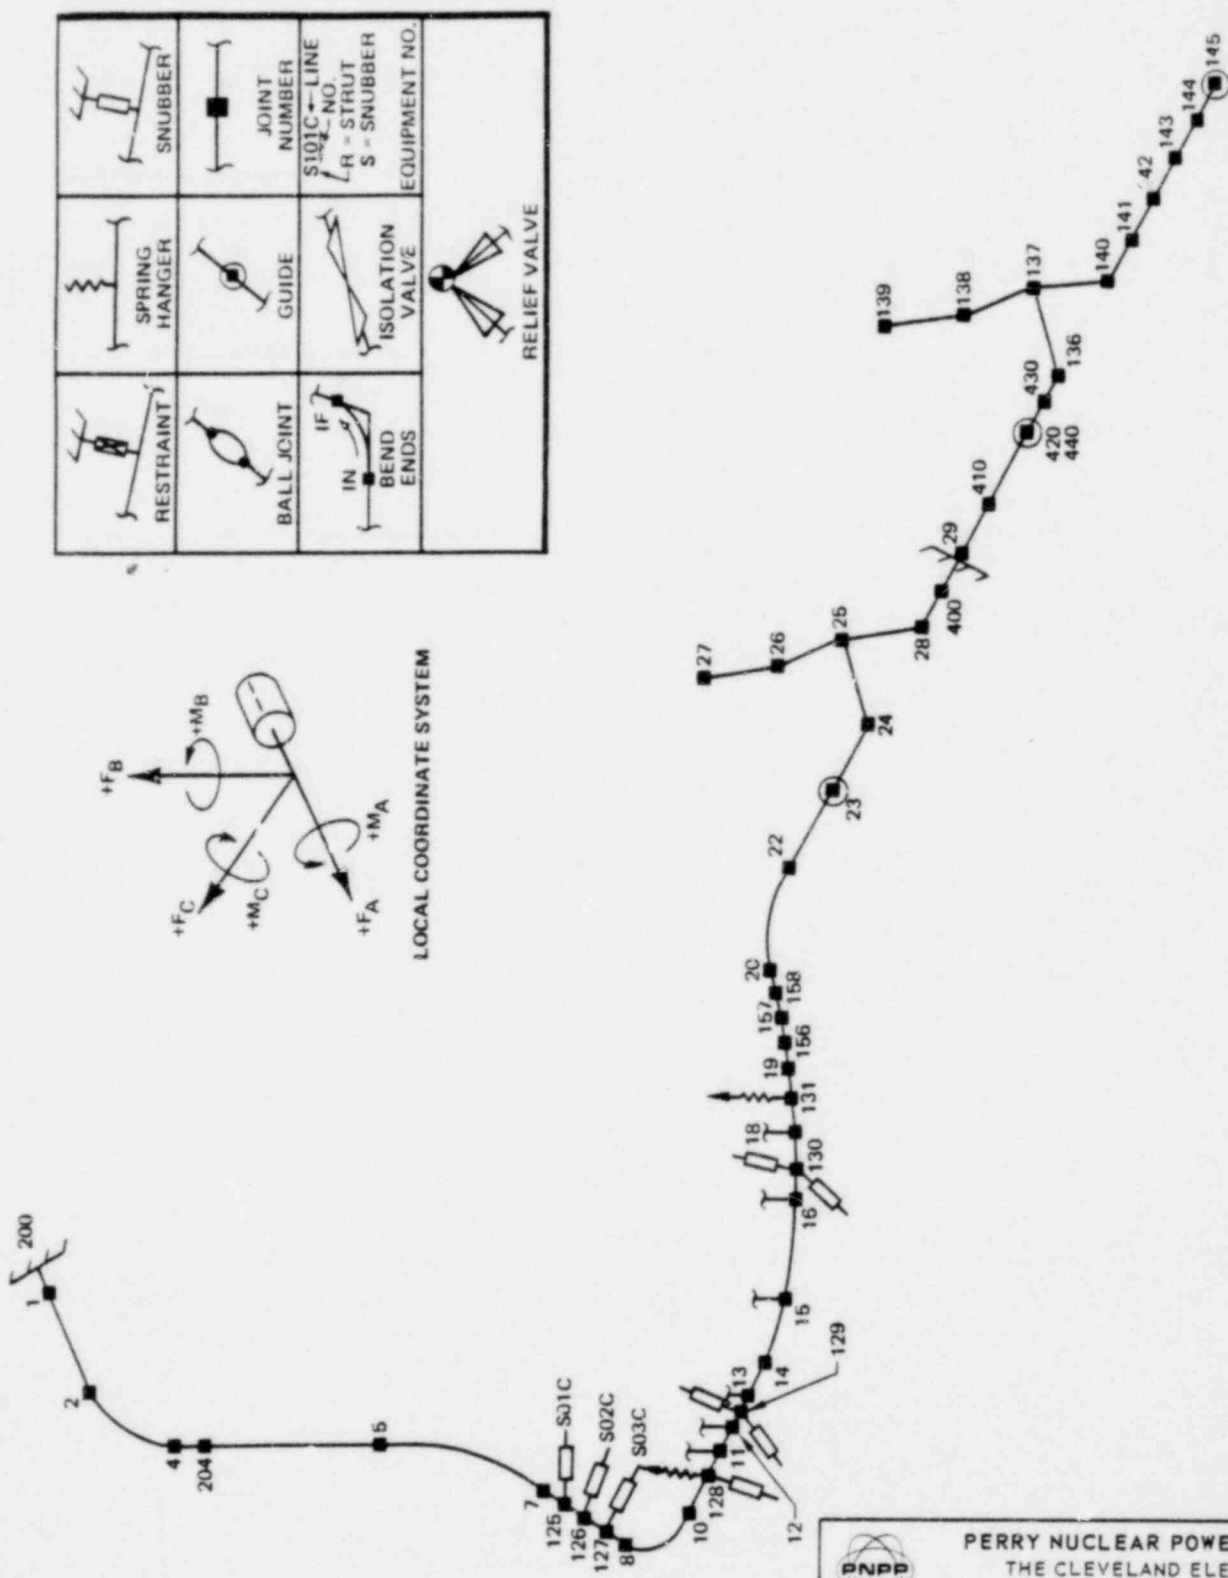 RESTRAINT
SPRING
HANGER
SNUBBER
BALL JOINT
GUIDE
JOINT
NUMBER
IN
IF
BEND
ENDS
ISOLATION
VALVE
S101C LINE
NO.
R = STRUT
S = SNUBBER
EQUIPMENT NO.
RELIEF VALVE
+FB
+MB
+FC
+MC
+MA
+FA
LOCAL COORDINATE SYSTEM
200
1
2
4
204
5
7
125
S01C
126
S02C
127
S03C
8
10
128
11
12
13
129
14
15
16
130
18
131
19
156
157
158
20
22
23
24
25
26
127
28
400
29
410
420
440
430
136
137
138
139
140
141
42
143
144
145
PERRY NUCLEAR POWE
THE CLEVELAND ELE
PNPP